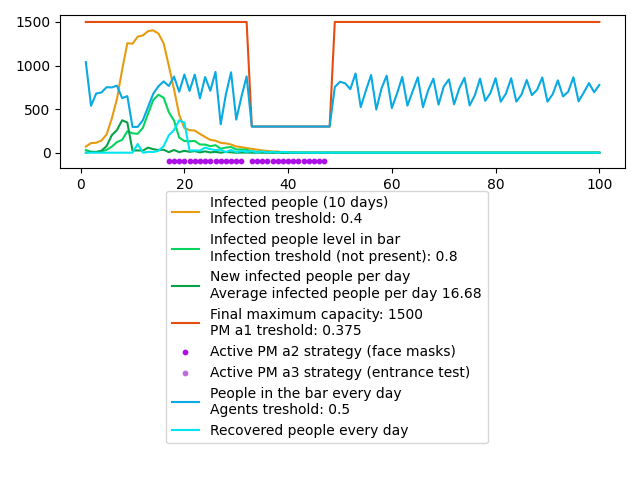 1500
1000
500
0
0 20 40 60 80 100
Infected people (10 days)
Infection treshold: 0.4
Infected people level in bar
Infection treshold (not present): 0.8
New infected people per day
Average infected people per day 16.68
Final maximum capacity: 1500
PM a1 treshold: 0.375
Active PM a2 strategy (face masks)
Active PM a3 strategy (entrance test)
People in the bar every day
Agents treshold: 0.5
Recovered people every day